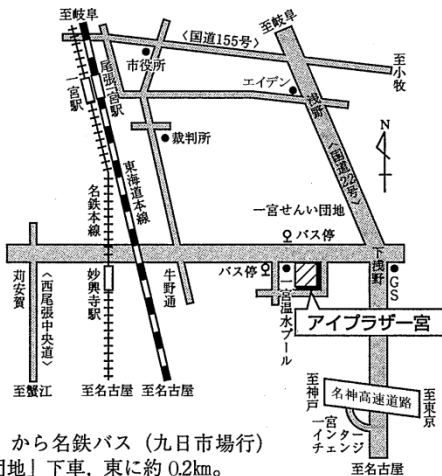 至岐阜
至岐阜
〈国道155号〉
至小牧
市役所
エイデン
一宮駅
尾張一宮駅
浅野
裁判所
N
〈国道22号〉
東海道本線
名鉄本線
一宮せんい団地
バス停
下浅野
バス停
苅安賀
〈西尾張中央道〉
妙興寺駅
牛野通
一宮温水プール
GS
アイプラザ一宮
至蟹江
至名古屋
至名古屋
至神戸
名神高速道路
至東京
一宮
インター
チェンジ
至名古屋
から名鉄バス（九日市場行）
団地」下車，東に約0.2km。